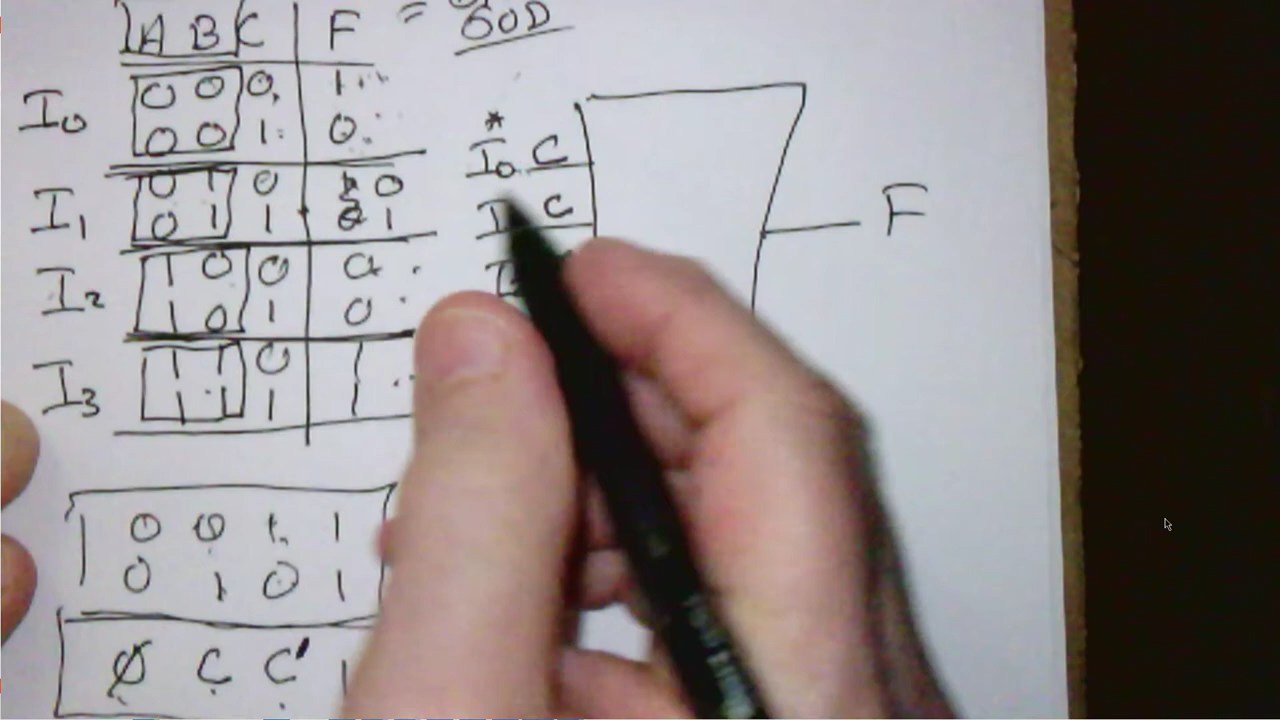 A B C F = SOD
I0 0 0 0 1
0 0 1 0
I1 0 1 0 0
0 1 1 1
I2 1 0 0 0
1 0 1 0
I3 1 1 0 1
1 1 1 1
0 0 1 1
0 1 0 1
Ø C C' 1
* I0 C
I C
I
F